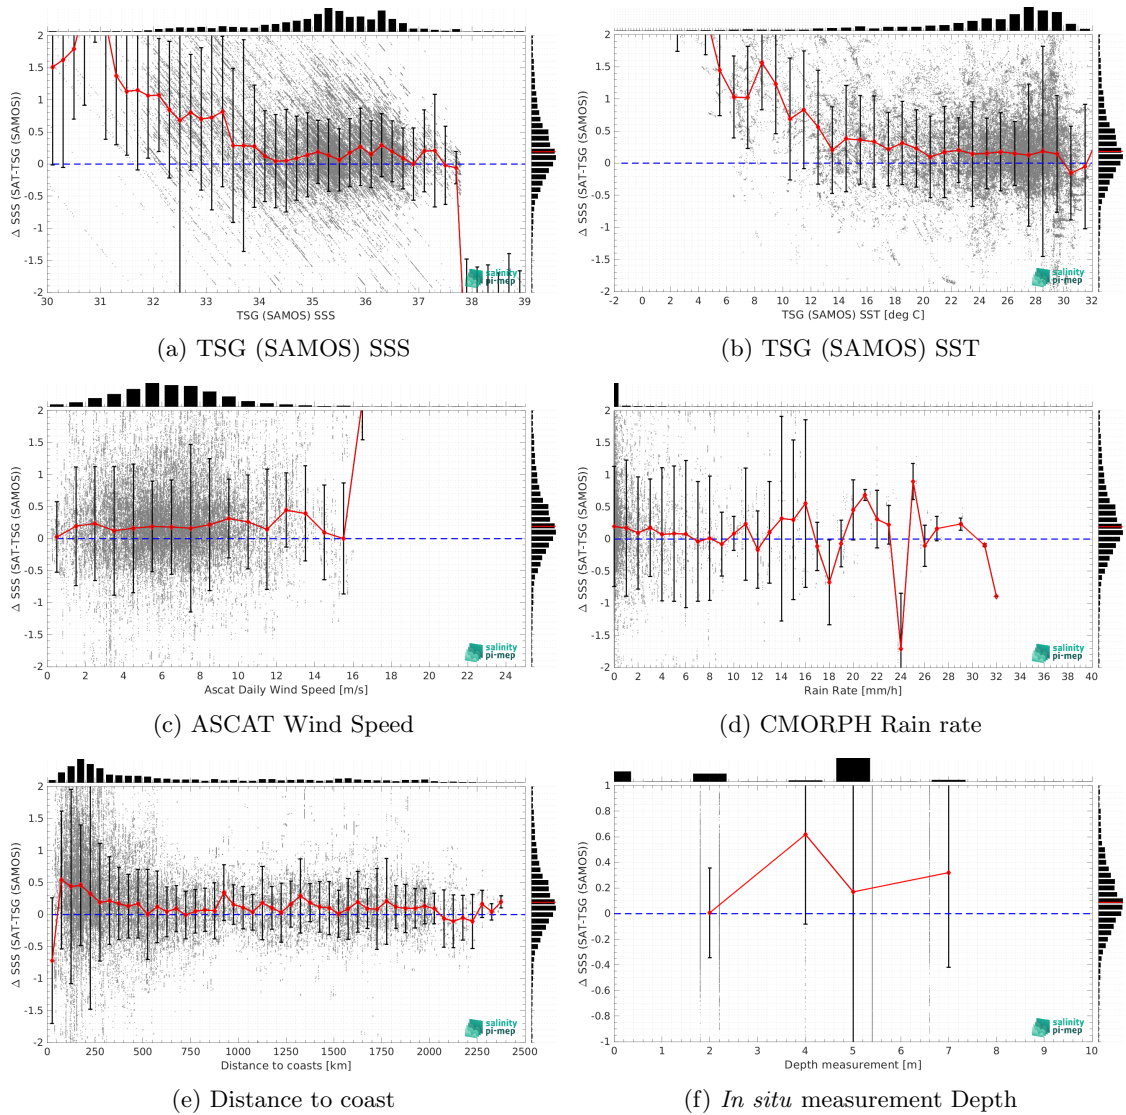 2
1.5
1
0.5
0
-0.5
-1
-1.5
-2
Δ SSS (SAT-TSG (SAMOS))
30 31 32 33 34 35 36 37 38 39
TSG (SAMOS) SSS
salinity
pi-mep
(a) TSG (SAMOS) SSS
2
1.5
1
0.5
0
-0.5
-1
-1.5
-2
Δ SSS (SAT-TSG (SAMOS))
-2 0 2 4 6 8 10 12 14 16 18 20 22 24 26 28 30 32
TSG (SAMOS) SST [deg C]
salinity
pi-mep
(b) TSG (SAMOS) SST
2
1.5
1
0.5
0
-0.5
-1
-1.5
-2
Δ SSS (SAT-TSG (SAMOS))
0 2 4 6 8 10 12 14 16 18 20 22 24
Ascat Daily Wind Speed [m/s]
salinity
pi-mep
(c) ASCAT Wind Speed
2
1.5
1
0.5
0
-0.5
-1
-1.5
-2
Δ SSS (SAT-TSG (SAMOS))
0 2 4 6 8 10 12 14 16 18 20 22 24 26 28 30 32 34 36 38 40
Rain Rate [mm/h]
salinity
pi-mep
(d) CMORPH Rain rate
2
1.5
1
0.5
0
-0.5
-1
-1.5
-2
Δ SSS (SAT-TSG (SAMOS))
0 250 500 750 1000 1250 1500 1750 2000 2250 2500
Distance to coasts [km]
salinity
pi-mep
(e) Distance to coast
1
0.8
0.6
0.4
0.2
0
-0.2
-0.4
-0.6
-0.8
-1
Δ SSS (SAT-TSG (SAMOS))
0 1 2 3 4 5 6 7 8 9 10
Depth measurement [m]
salinity
pi-mep
(f) In situ measurement Depth